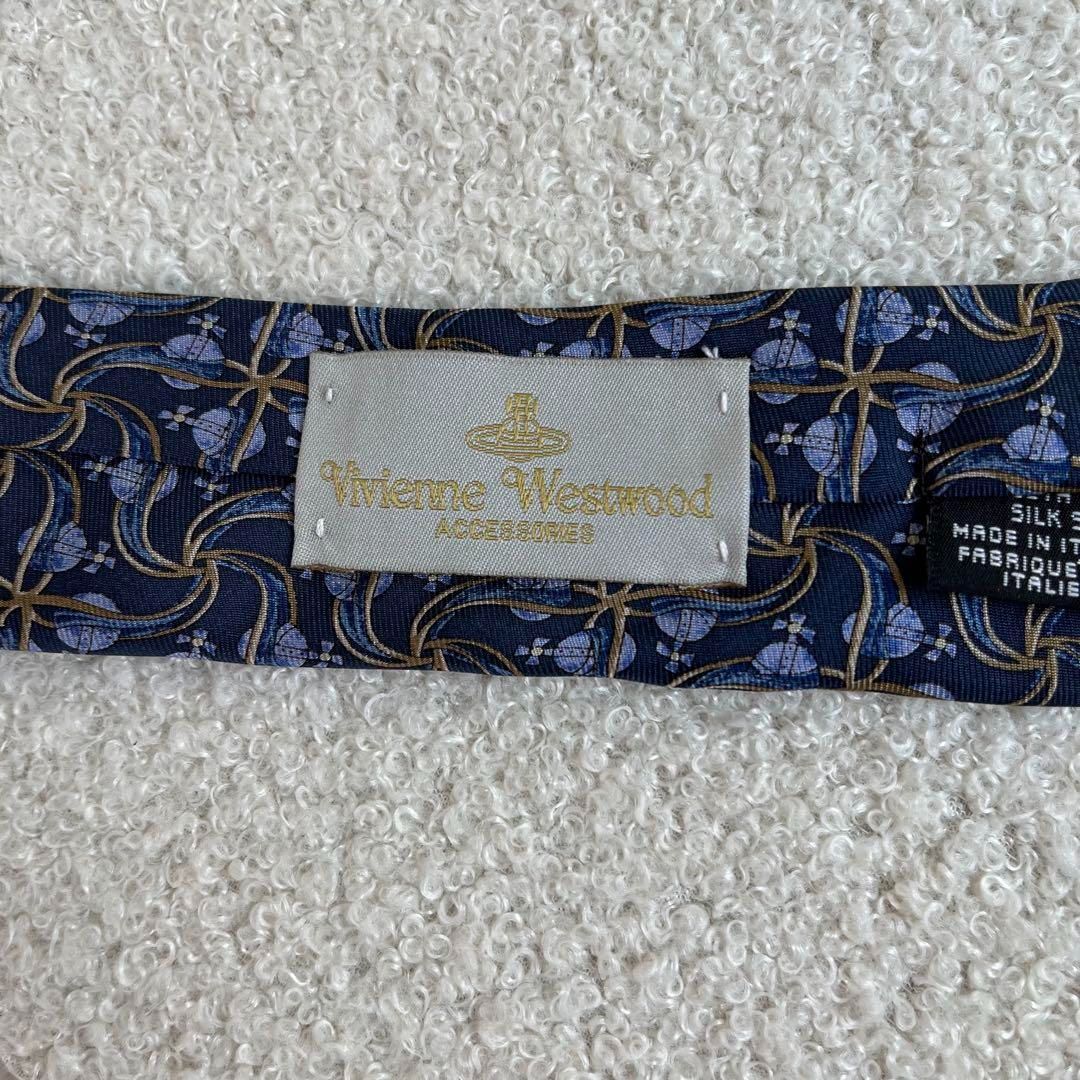 Vivienne Westwood
ACCESSORIES
SILK S
MADE IN IT
FABRIQUE
ITALIE